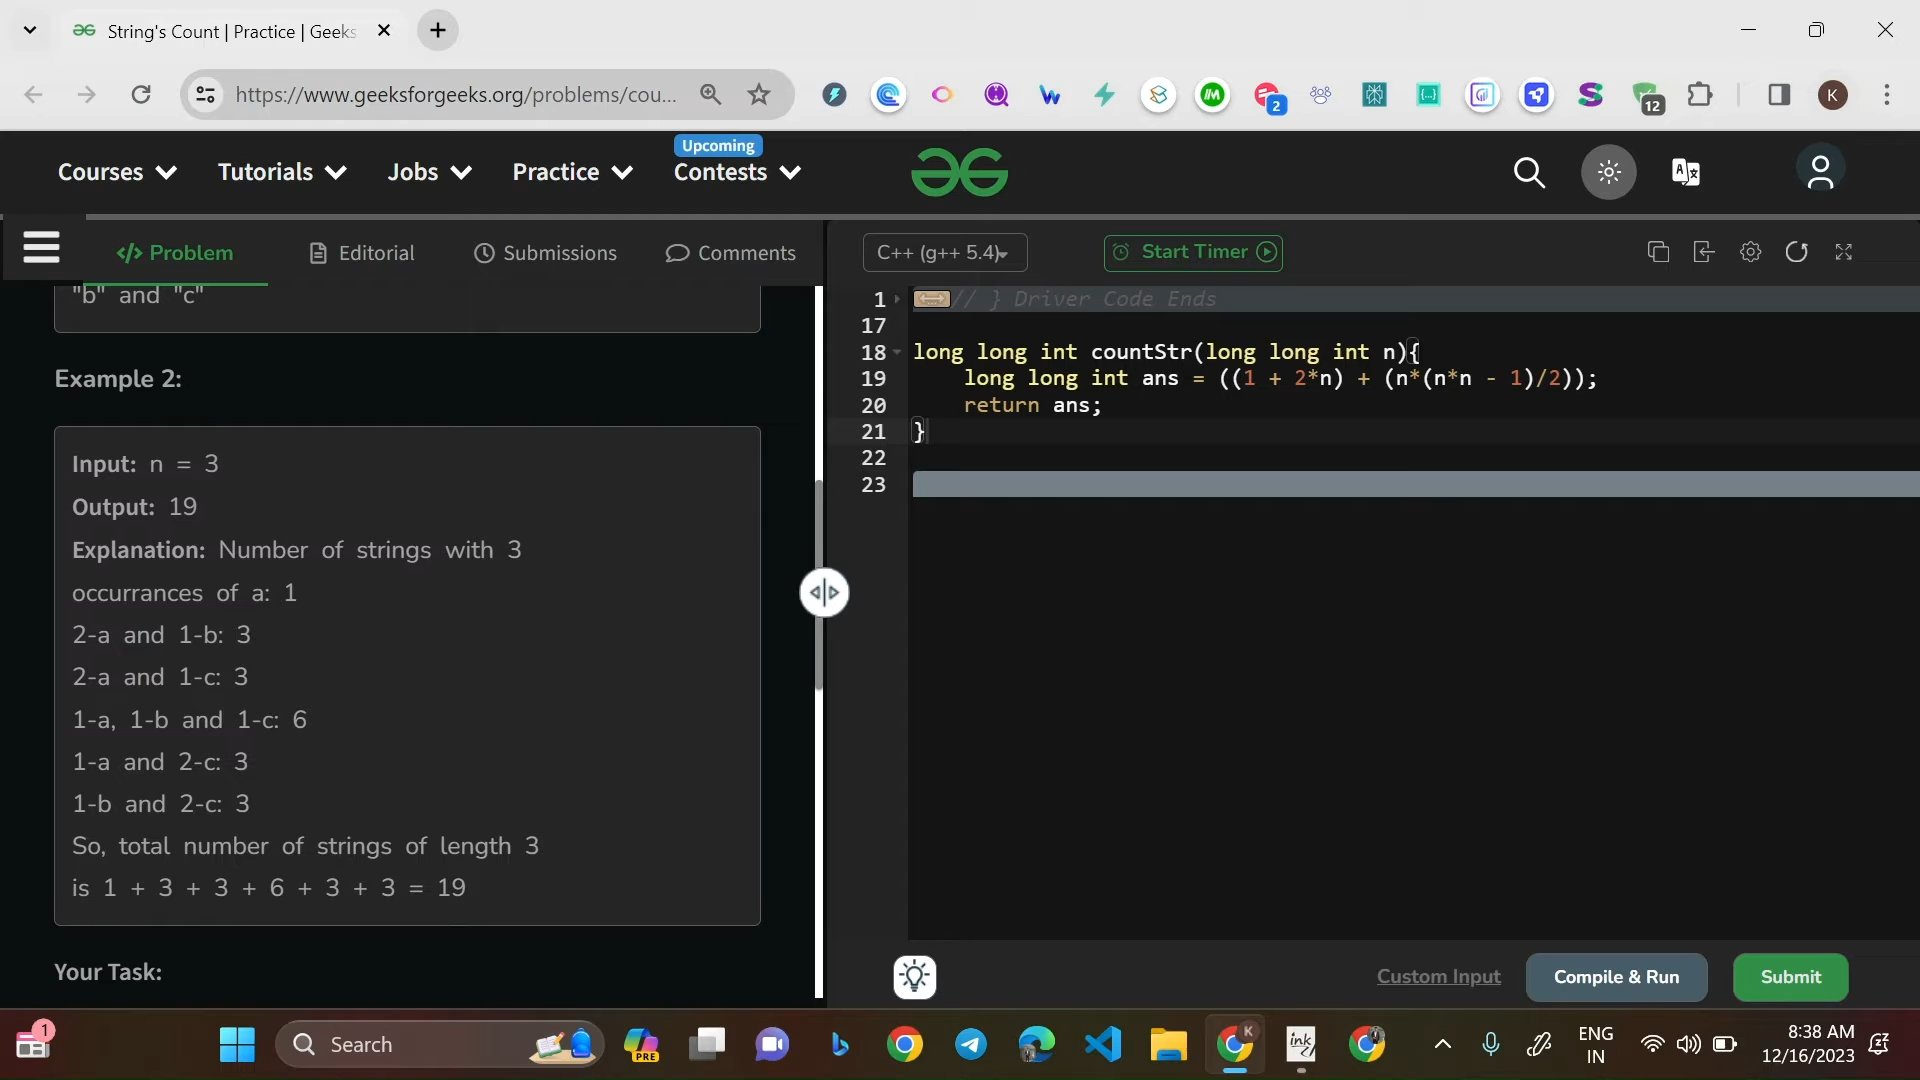 String's Count | Practice | Geeks
https://www.geeksforgeeks.org/problems/cou...
2
12
K
Upcoming
Courses
Tutorials
Jobs
Practice
Contests
</> Problem
Editorial
Submissions
Comments
C++ (g++ 5.4)
Start Timer
"b" and "c"
Example 2:
Input: n = 3
Output: 19
Explanation: Number of strings with 3
occurrances of a: 1
2-a and 1-b: 3
2-a and 1-c: 3
1-a, 1-b and 1-c: 6
1-a and 2-c: 3
1-b and 2-c: 3
So, total number of strings of length 3
is 1 + 3 + 3 + 6 + 3 + 3 = 19
Your Task:
1 // } Driver Code Ends
17
18 long long int countStr(long long int n){
19 long long int ans = ((1 + 2*n) + (n*(n*n - 1)/2));
20 return ans;
21 }
22
23
Custom Input
Compile & Run
Submit
1
Search
PRE
K
ink
ENG
IN
8:38 AM
12/16/2023